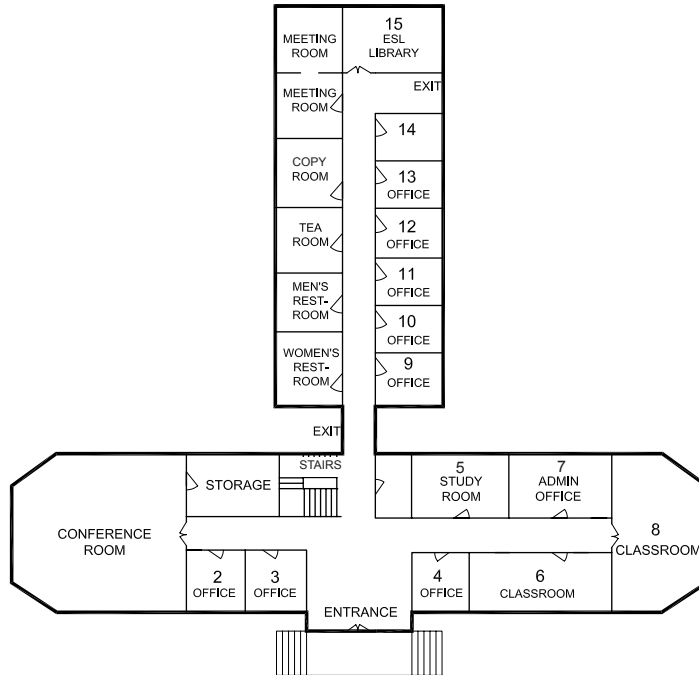 MEETING
ROOM
15
ESL
LIBRARY
MEETING
ROOM
EXIT
14
COPY
ROOM
13
OFFICE
TEA
ROOM
12
OFFICE
11
OFFICE
MEN'S
REST-
ROOM
10
OFFICE
WOMEN'S
REST-
ROOM
9
OFFICE
EXIT
STAIRS
STORAGE
5
STUDY
ROOM
7
ADMIN
OFFICE
CONFERENCE
ROOM
8
CLASSROOM
2
OFFICE
3
OFFICE
4
OFFICE
6
CLASSROOM
ENTRANCE